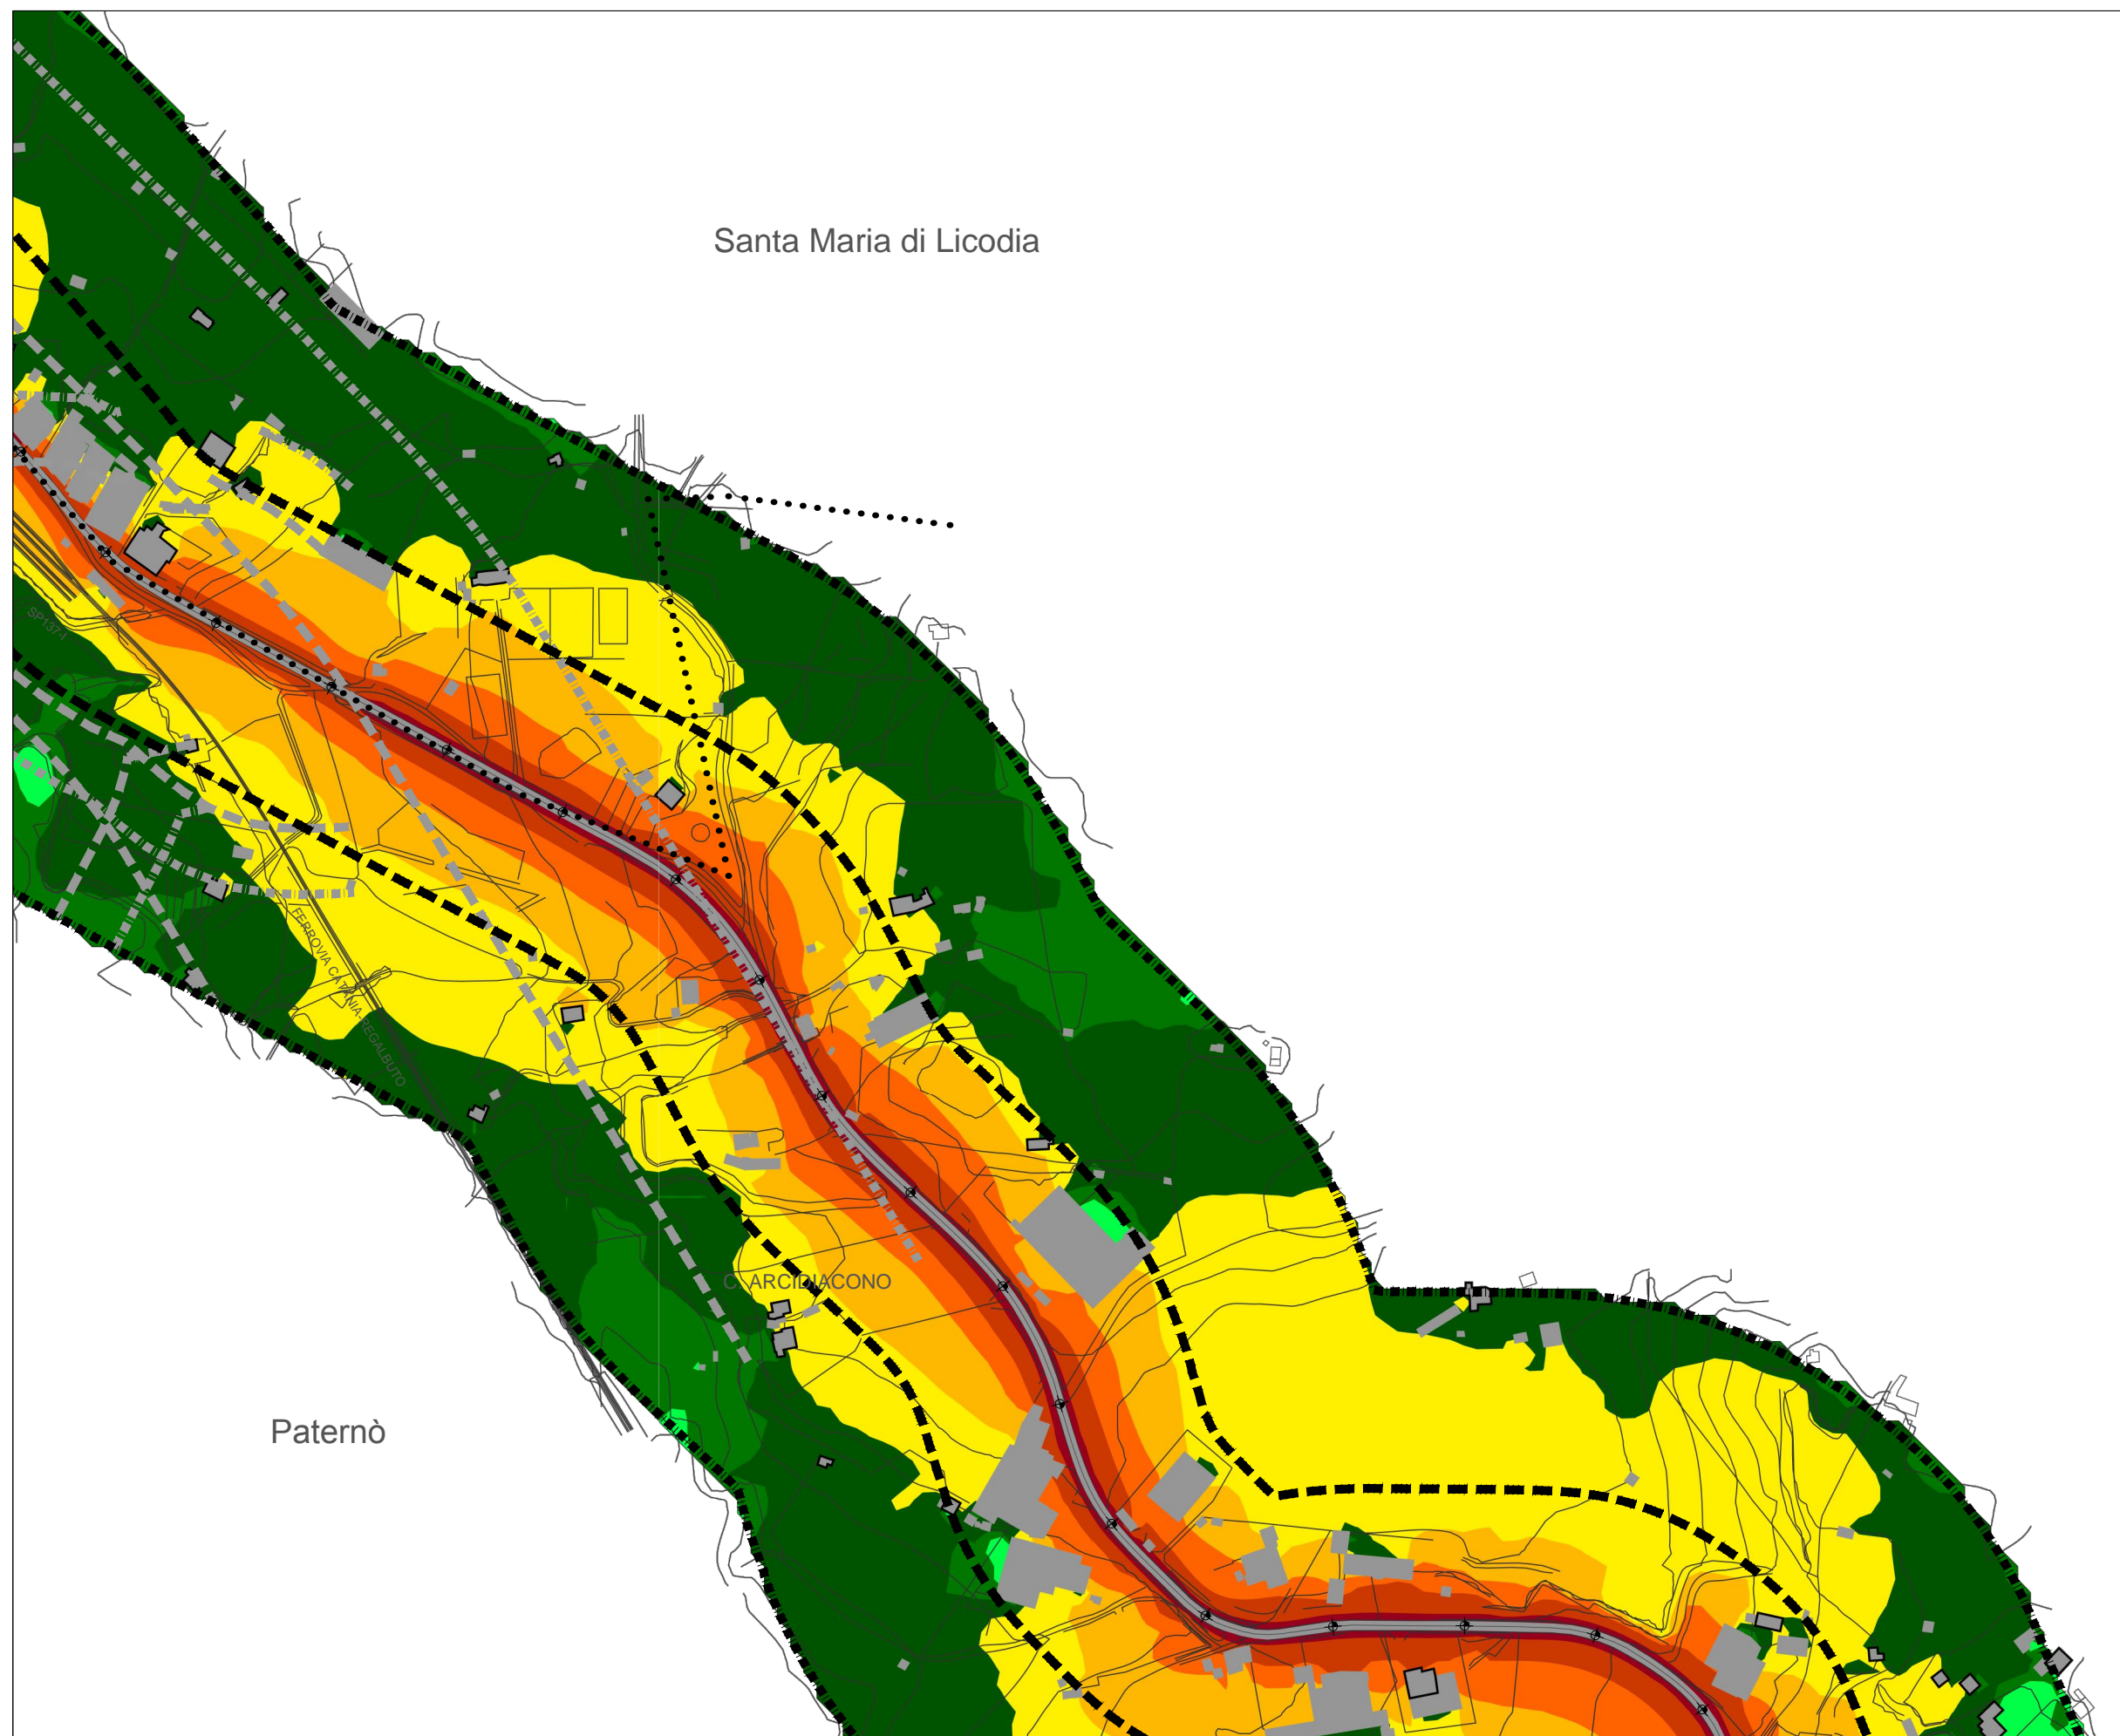 Santa Maria di Licodia
SP137-I
FERROVIA CATANIA-REGALBUTO
C. ARCIDIACONO
Paternò